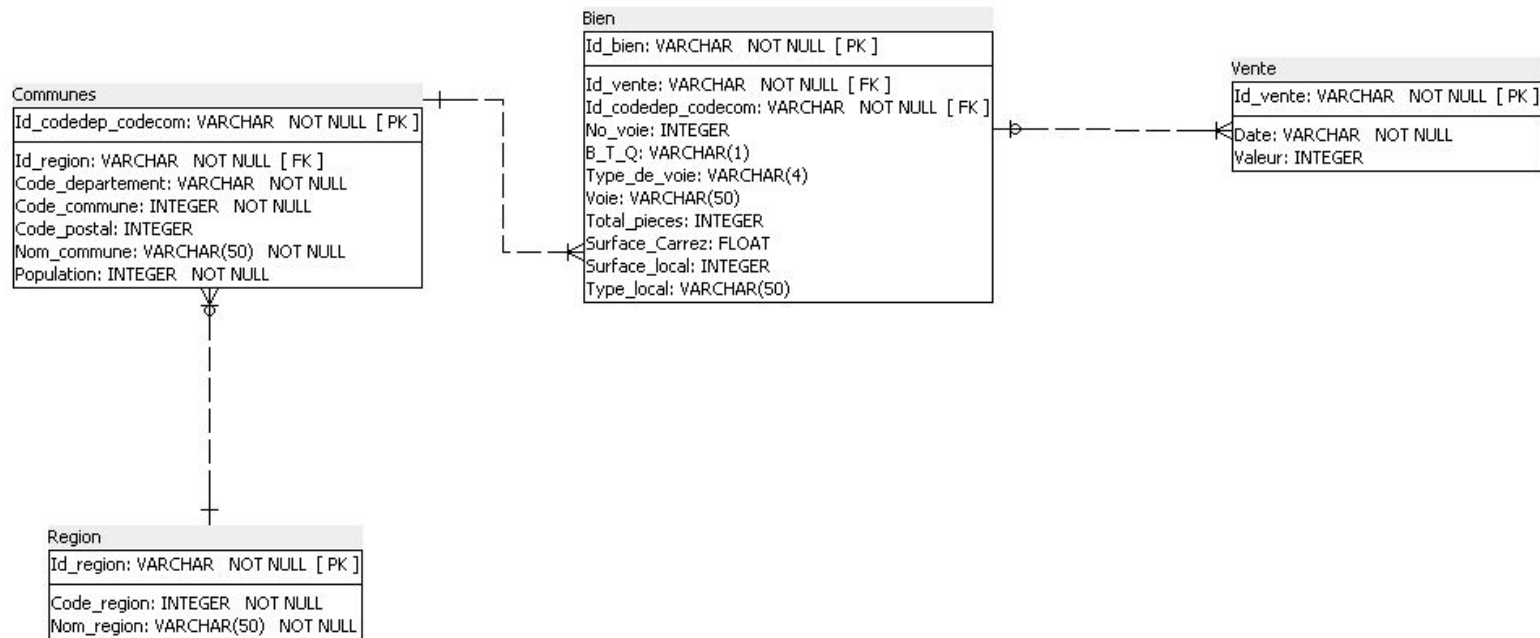 Communes
Id_codedep_codecom: VARCHAR NOT NULL [ PK ]
Id_region: VARCHAR NOT NULL [ FK ]
Code_departement: VARCHAR NOT NULL
Code_commune: INTEGER NOT NULL
Code_postal: INTEGER
Nom_commune: VARCHAR(50) NOT NULL
Population: INTEGER NOT NULL
Bien
Id_bien: VARCHAR NOT NULL [ PK ]
Id_vente: VARCHAR NOT NULL [ FK ]
Id_codedep_codecom: VARCHAR NOT NULL [ FK ]
No_voie: INTEGER
B_T_Q: VARCHAR(1)
Type_de_voie: VARCHAR(4)
Voie: VARCHAR(50)
Total_pieces: INTEGER
Surface_Carrez: FLOAT
Surface_local: INTEGER
Type_local: VARCHAR(50)
Vente
Id_vente: VARCHAR NOT NULL [ PK ]
Date: VARCHAR NOT NULL
Valeur: INTEGER
Region
Id_region: VARCHAR NOT NULL [ PK ]
Code_region: INTEGER NOT NULL
Nom_region: VARCHAR(50) NOT NULL